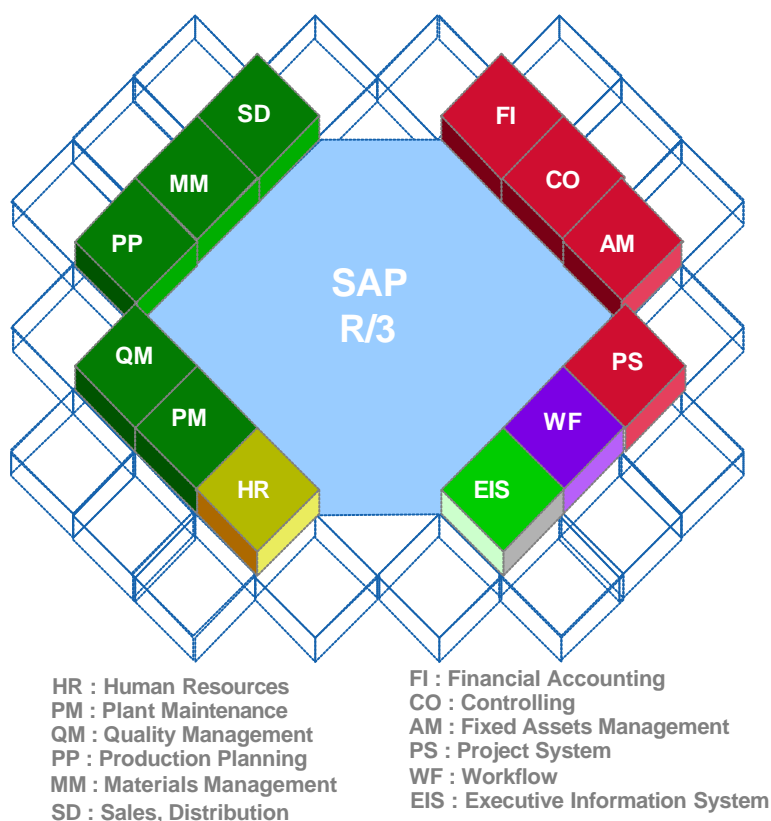 SD
FI
MM
CO
PP
AM
SAP
R/3
QM
PS
PM
WF
HR
EIS
HR : Human Resources
PM : Plant Maintenance
QM : Quality Management
PP : Production Planning
MM : Materials Management
SD : Sales, Distribution
FI : Financial Accounting
CO : Controlling
AM : Fixed Assets Management
PS : Project System
WF : Workflow
EIS : Executive Information System